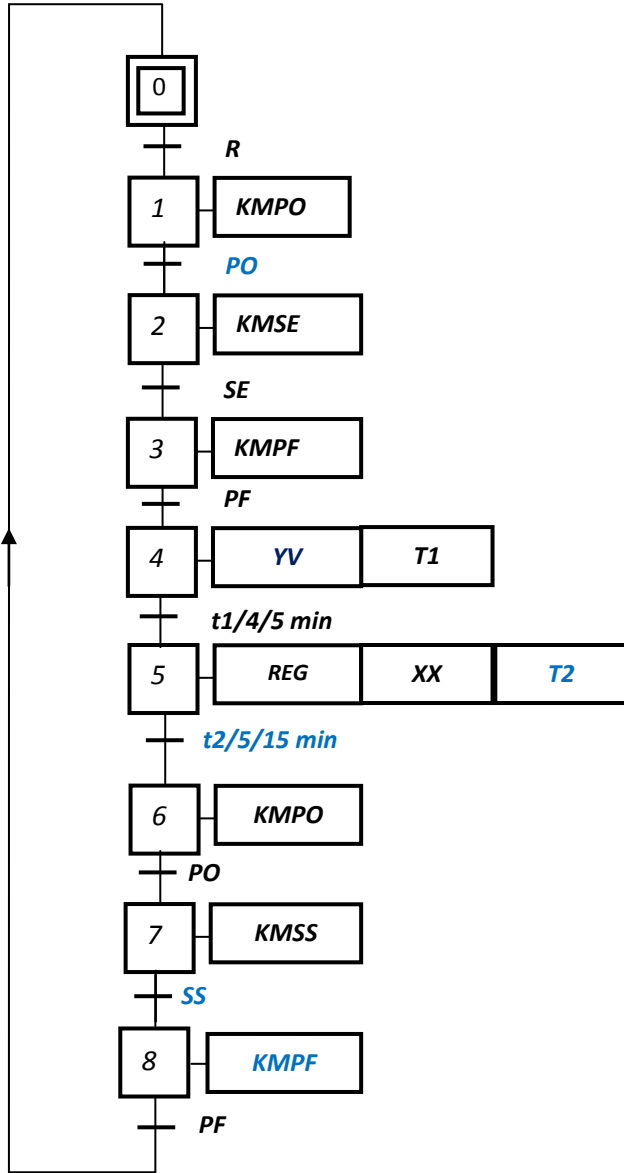 0
R
1 KMPO
PO
2 KMSE
SE
3 KMPF
PF
4 YV T1
t1/4/5 min
5 REG XX T2
t2/5/15 min
6 KMPO
PO
7 KMSS
SS
8 KMPF
PF